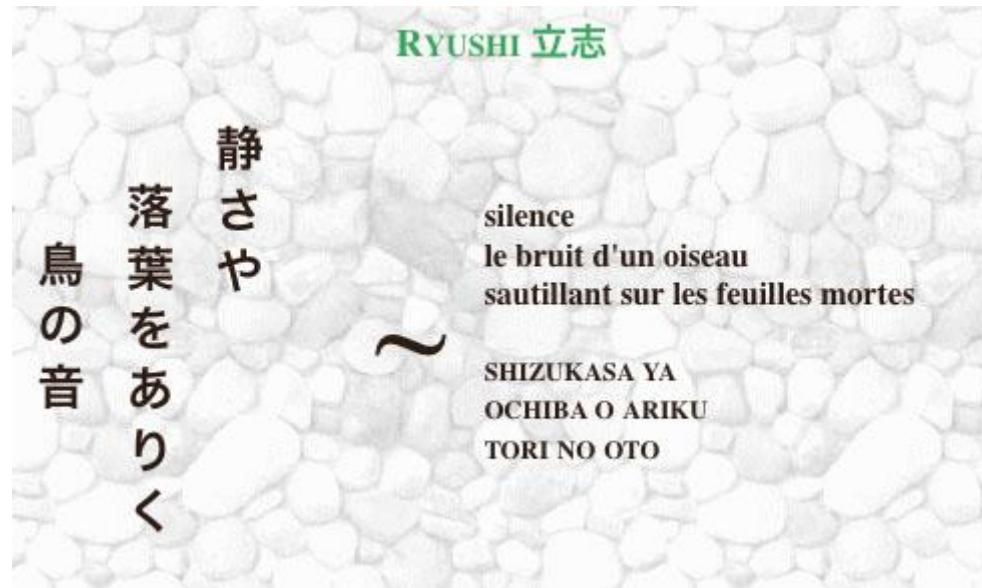 RYUSHI 立志
静さや
落葉をありく
鳥の音
~
silence
le bruit d'un oiseau
sautillant sur les feuilles mortes
SHIZUKASA YA
OCHIBA O ARIKU
TORI NO OTO